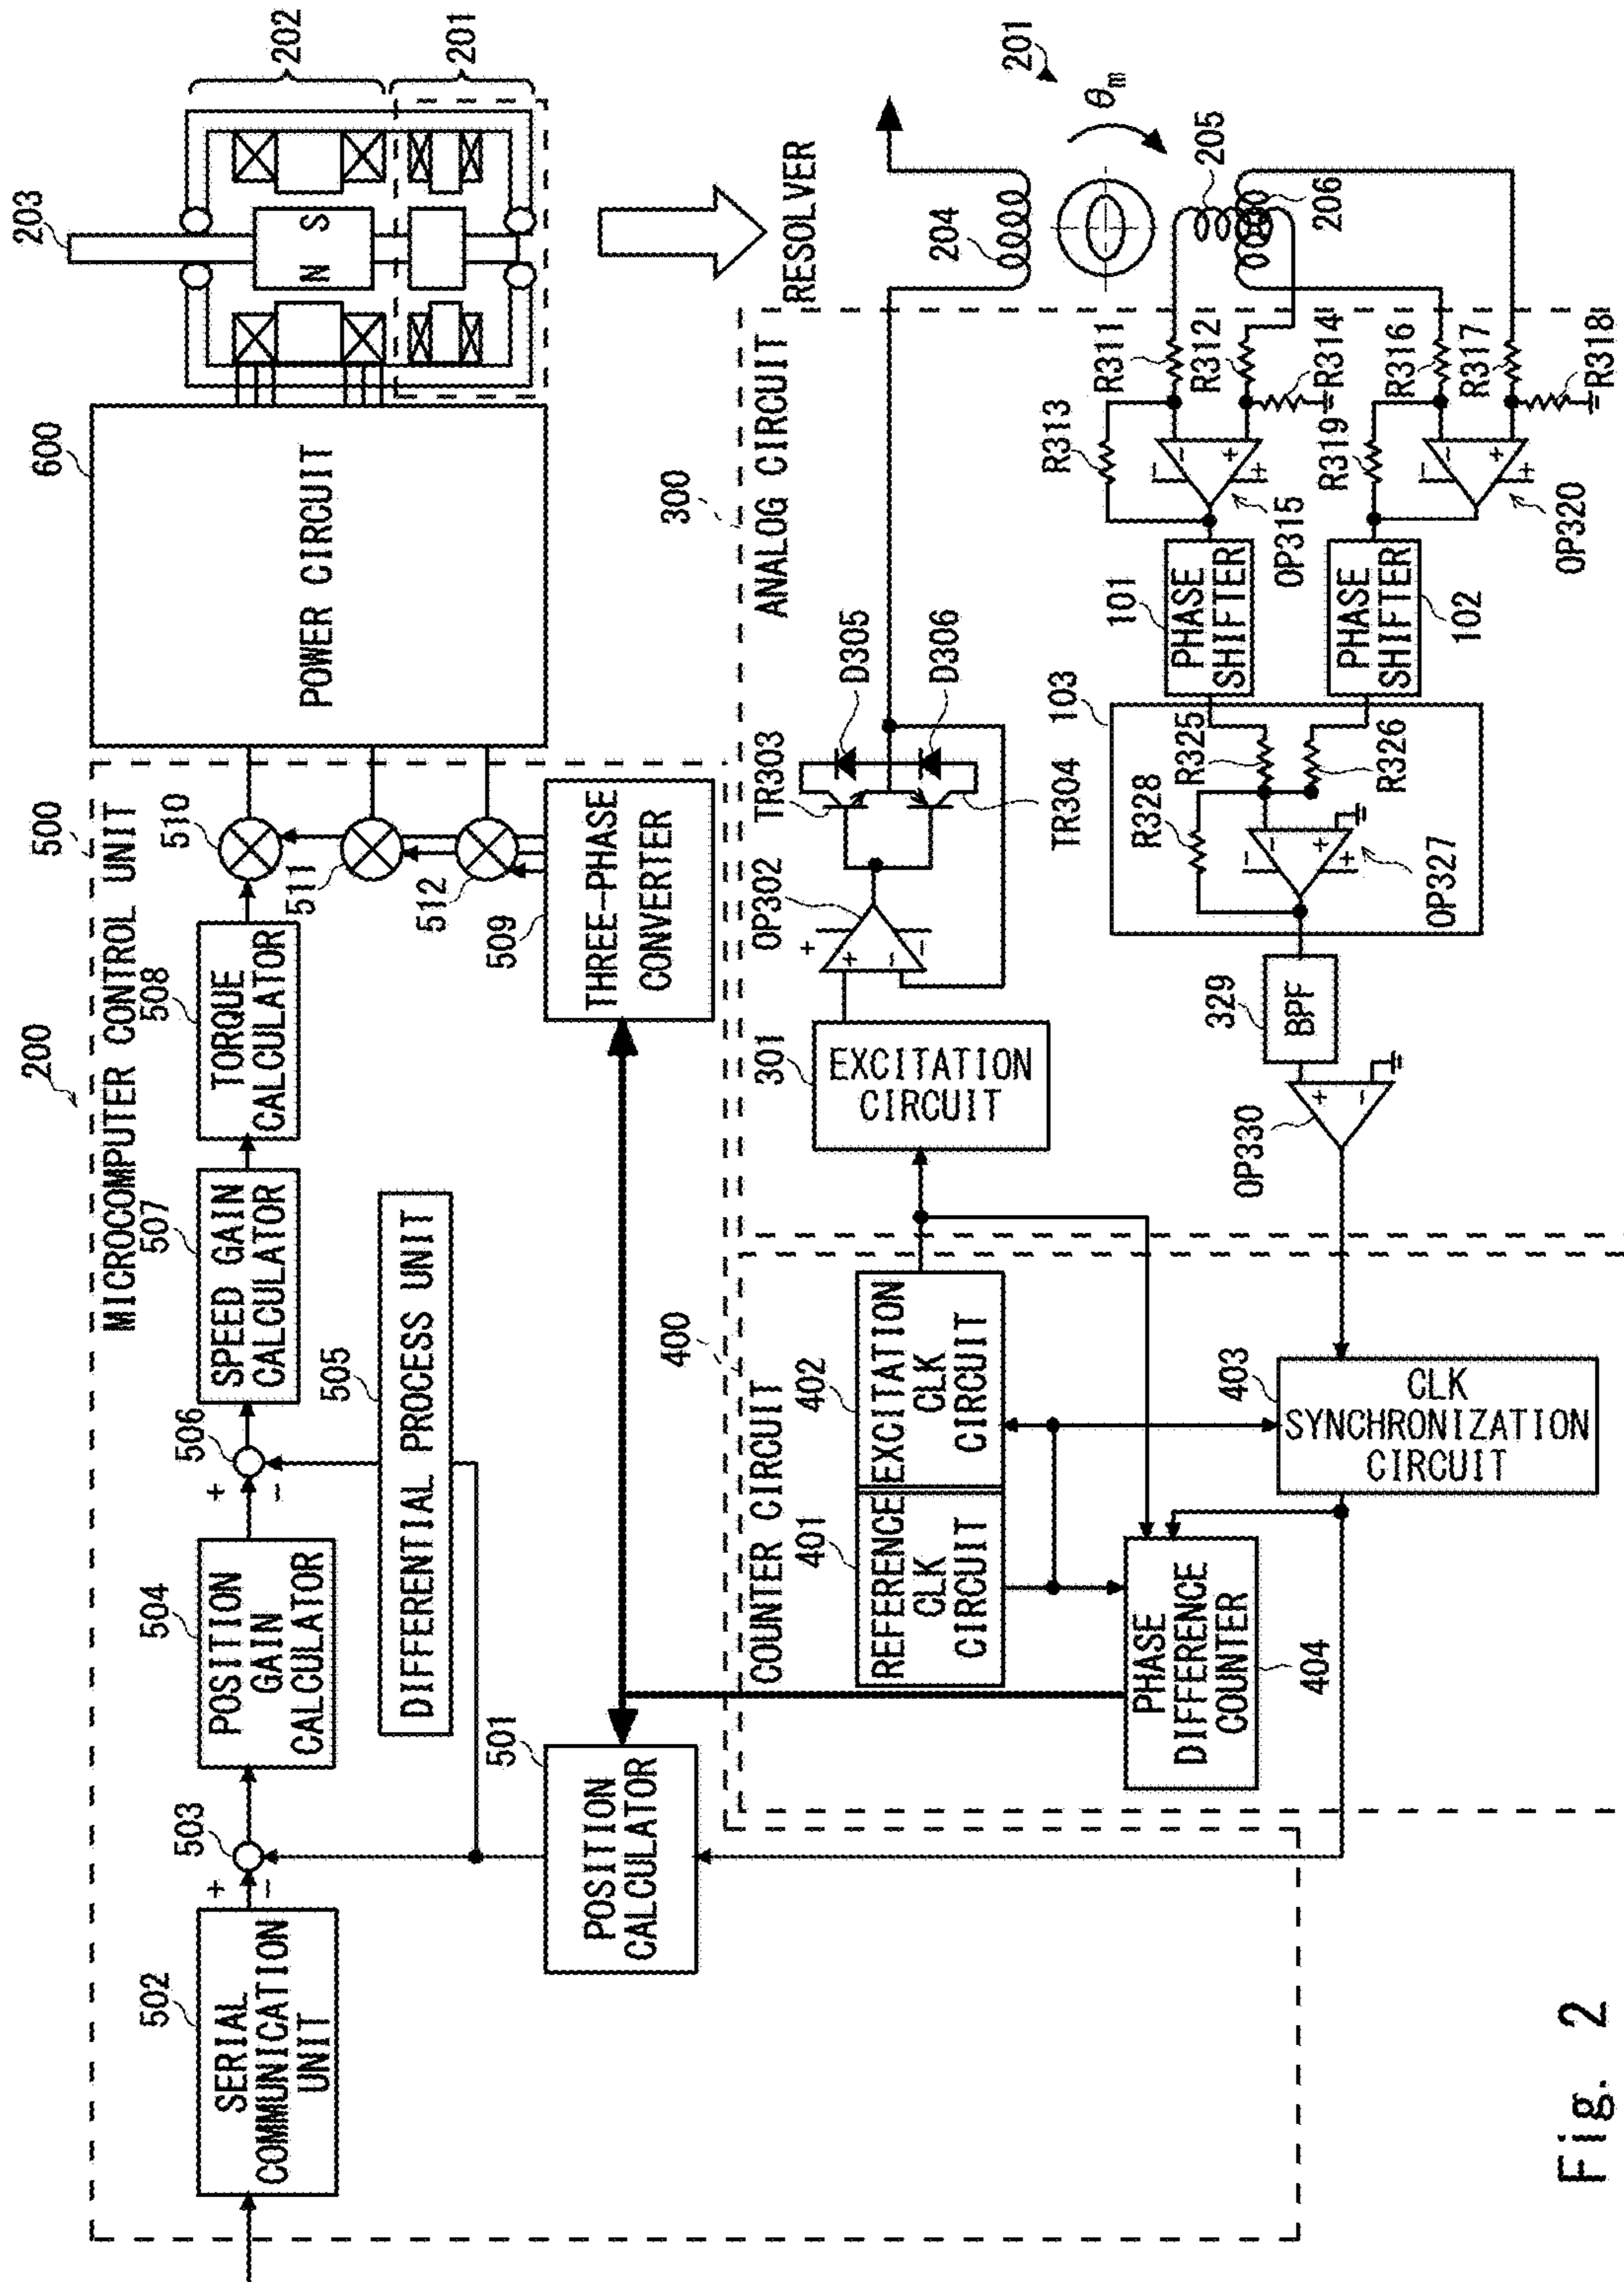 200
MICROCOMPUTER CONTROL UNIT
500
502
SERIAL
COMMUNICATION
UNIT
503
+
-
504
POSITION
GAIN
CALCULATOR
506
+
-
507
SPEED GAIN
CALCULATOR
508
TORQUE
CALCULATOR
510
511
512
505
DIFFERENTIAL PROCESS UNIT
501
POSITION
CALCULATOR
509
THREE-PHASE
CONVERTER
600
POWER CIRCUIT
203
N S
202
201
RESOLVER
201
θm
204
205
206
300
ANALOG CIRCUIT
301
EXCITATION
CIRCUIT
OP302
+
+
-
-
TR303
TR304
D305
D306
R311
R312
R313
R314
-
-
+
+
OP315
R316
R317
R318
R319
-
-
+
+
OP320
101
PHASE
SHIFTER
PHASE
SHIFTER
102
103
R325
R326
R328
-
-
+
+
OP327
329
BPF
OP330
+
-
400
COUNTER CIRCUIT
401
REFERENCE
CLK
CIRCUIT
402
EXCITATION
CLK
CIRCUIT
403
CLK
SYNCHRONIZATION
CIRCUIT
PHASE
DIFFERENCE
COUNTER
404
Fig. 2